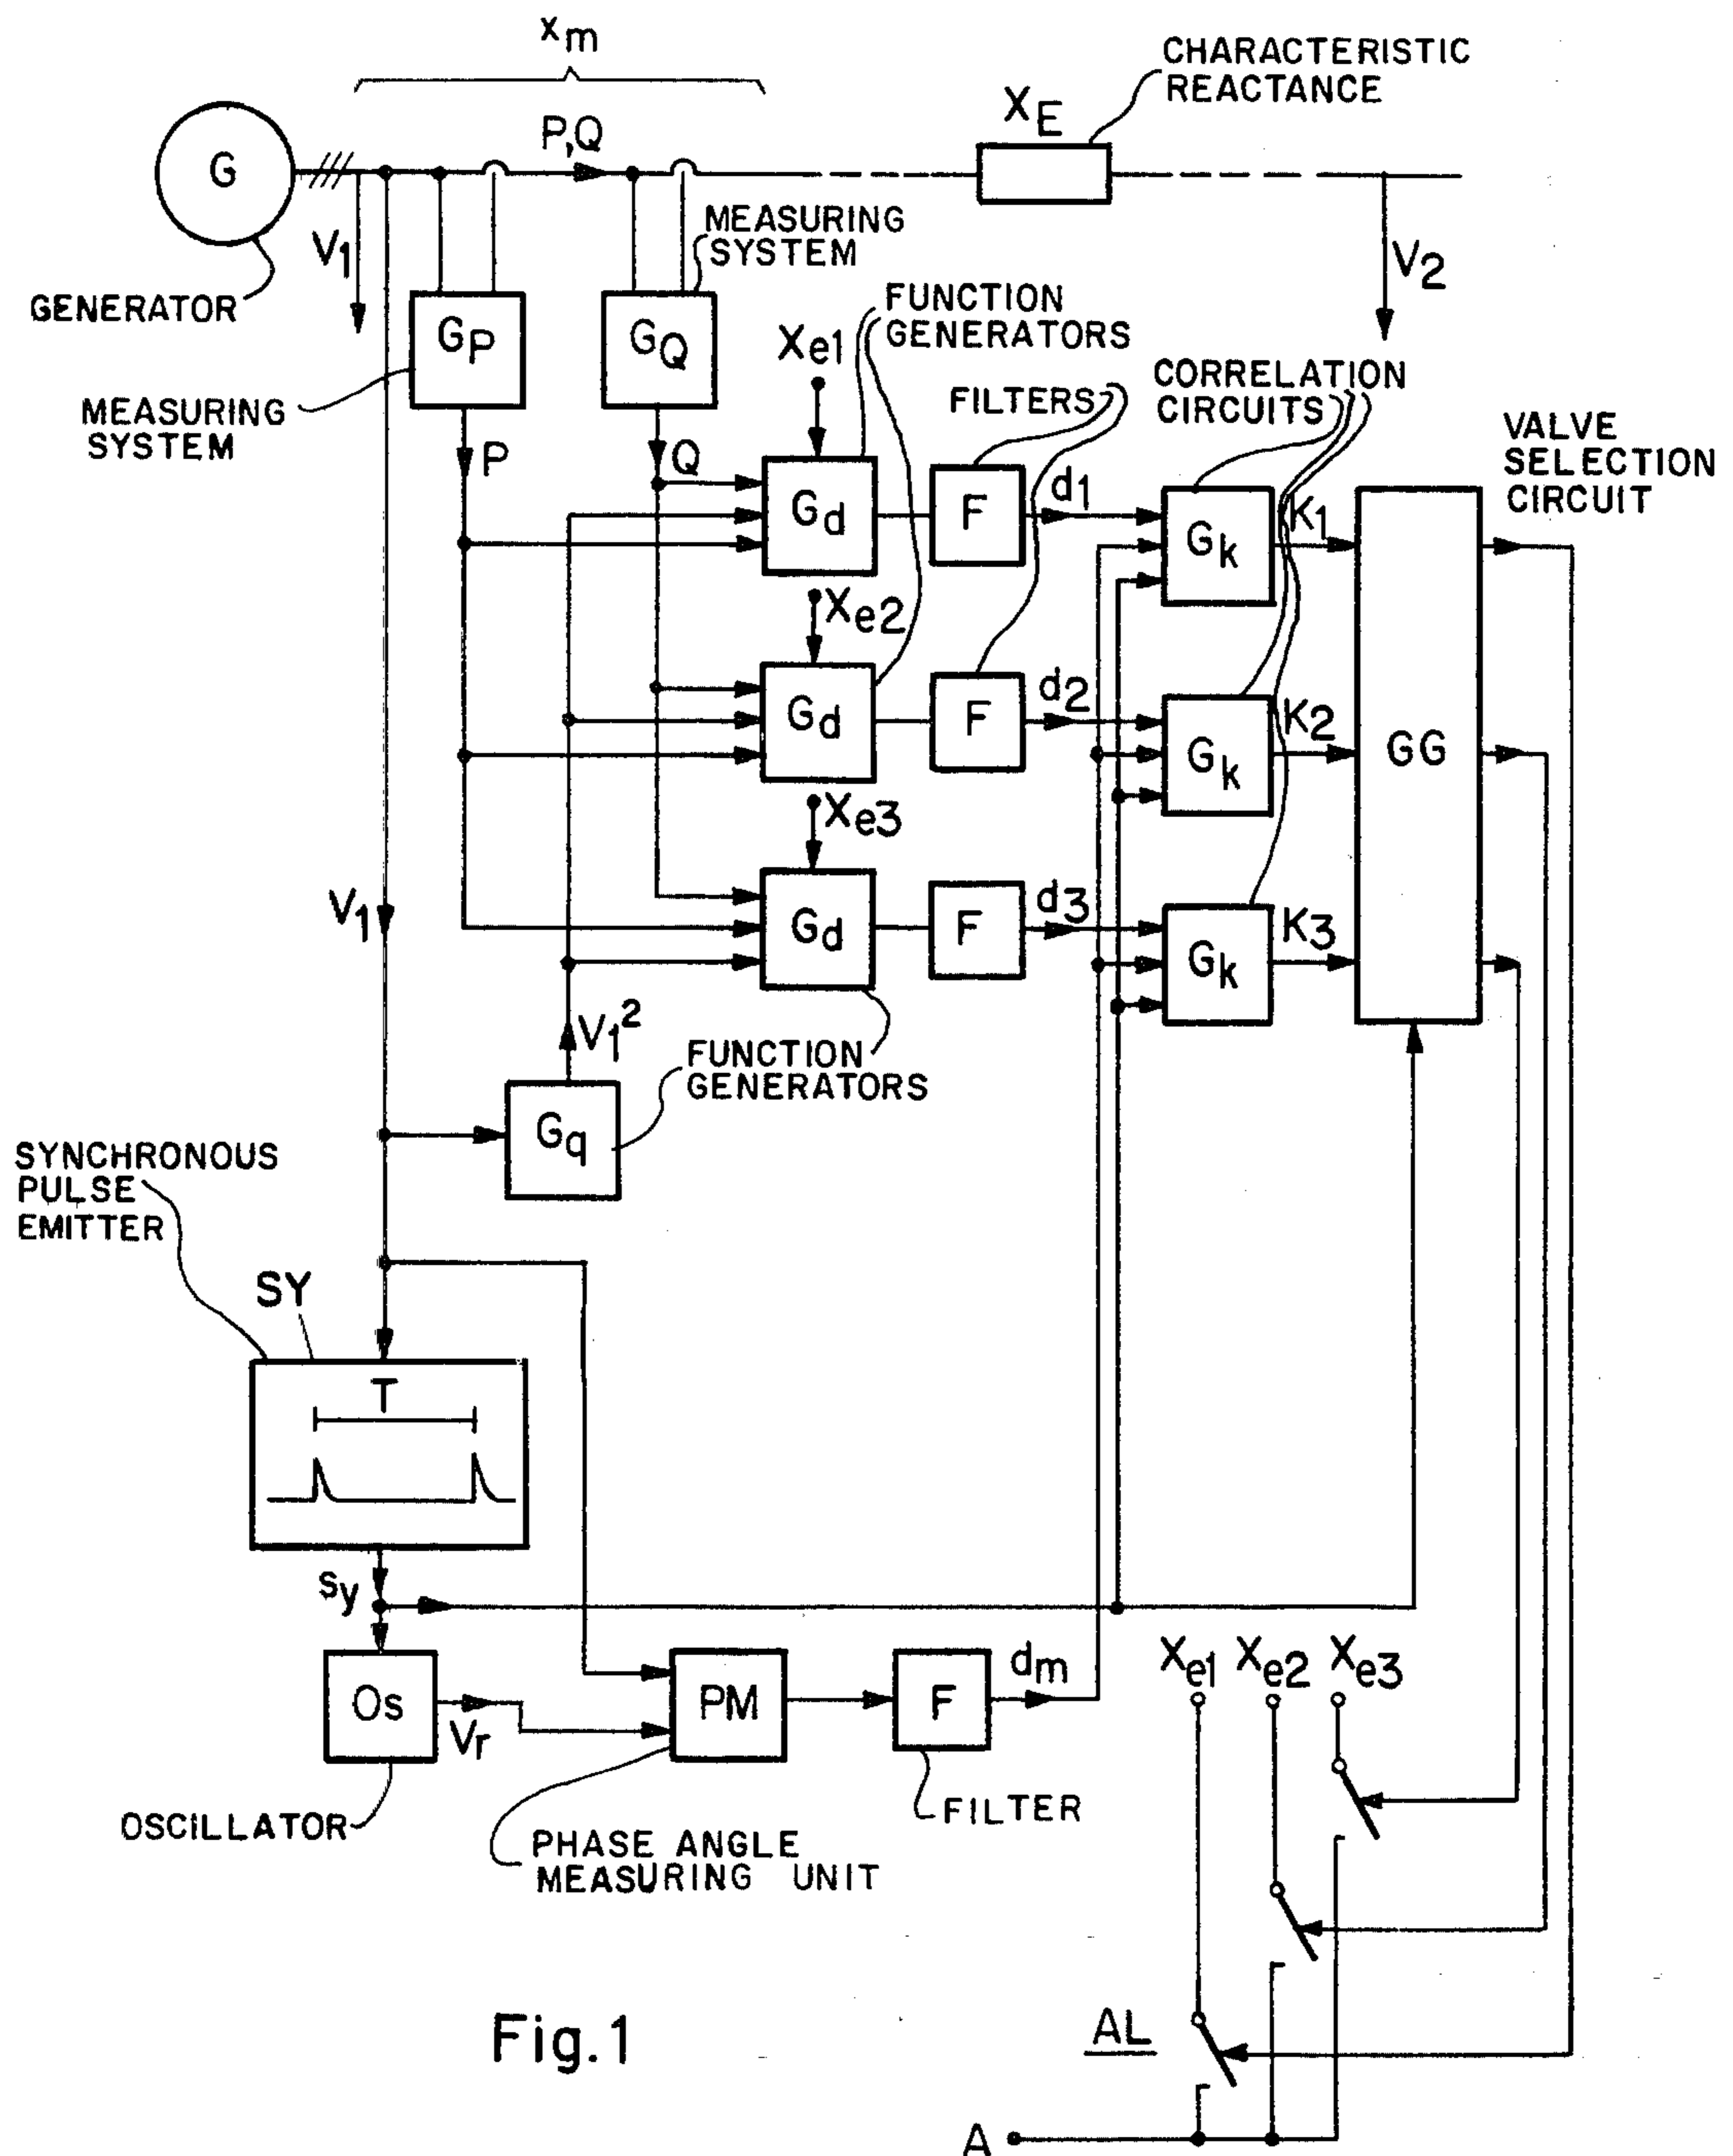 xm
CHARACTERISTIC
REACTANCE
XE
P,Q
G
V1
MEASURING
SYSTEM
V2
GENERATOR
GP
GQ
FUNCTION
GENERATORS
Xe1
MEASURING
SYSTEM
FILTERS
CORRELATION
CIRCUITS
VALVE
SELECTION
CIRCUIT
P
Q
Gd
F
d1
Gk
K1
Xe2
Gd
F
d2
Gk
K2
GG
Xe3
Gd
F
d3
Gk
K3
V1
V1²
FUNCTION
GENERATORS
Gq
SYNCHRONOUS
PULSE
EMITTER
SY
T
sy
Os
Vr
PM
F
dm
Xe1 Xe2 Xe3
OSCILLATOR
PHASE ANGLE
MEASURING UNIT
FILTER
Fig.1
AL
A